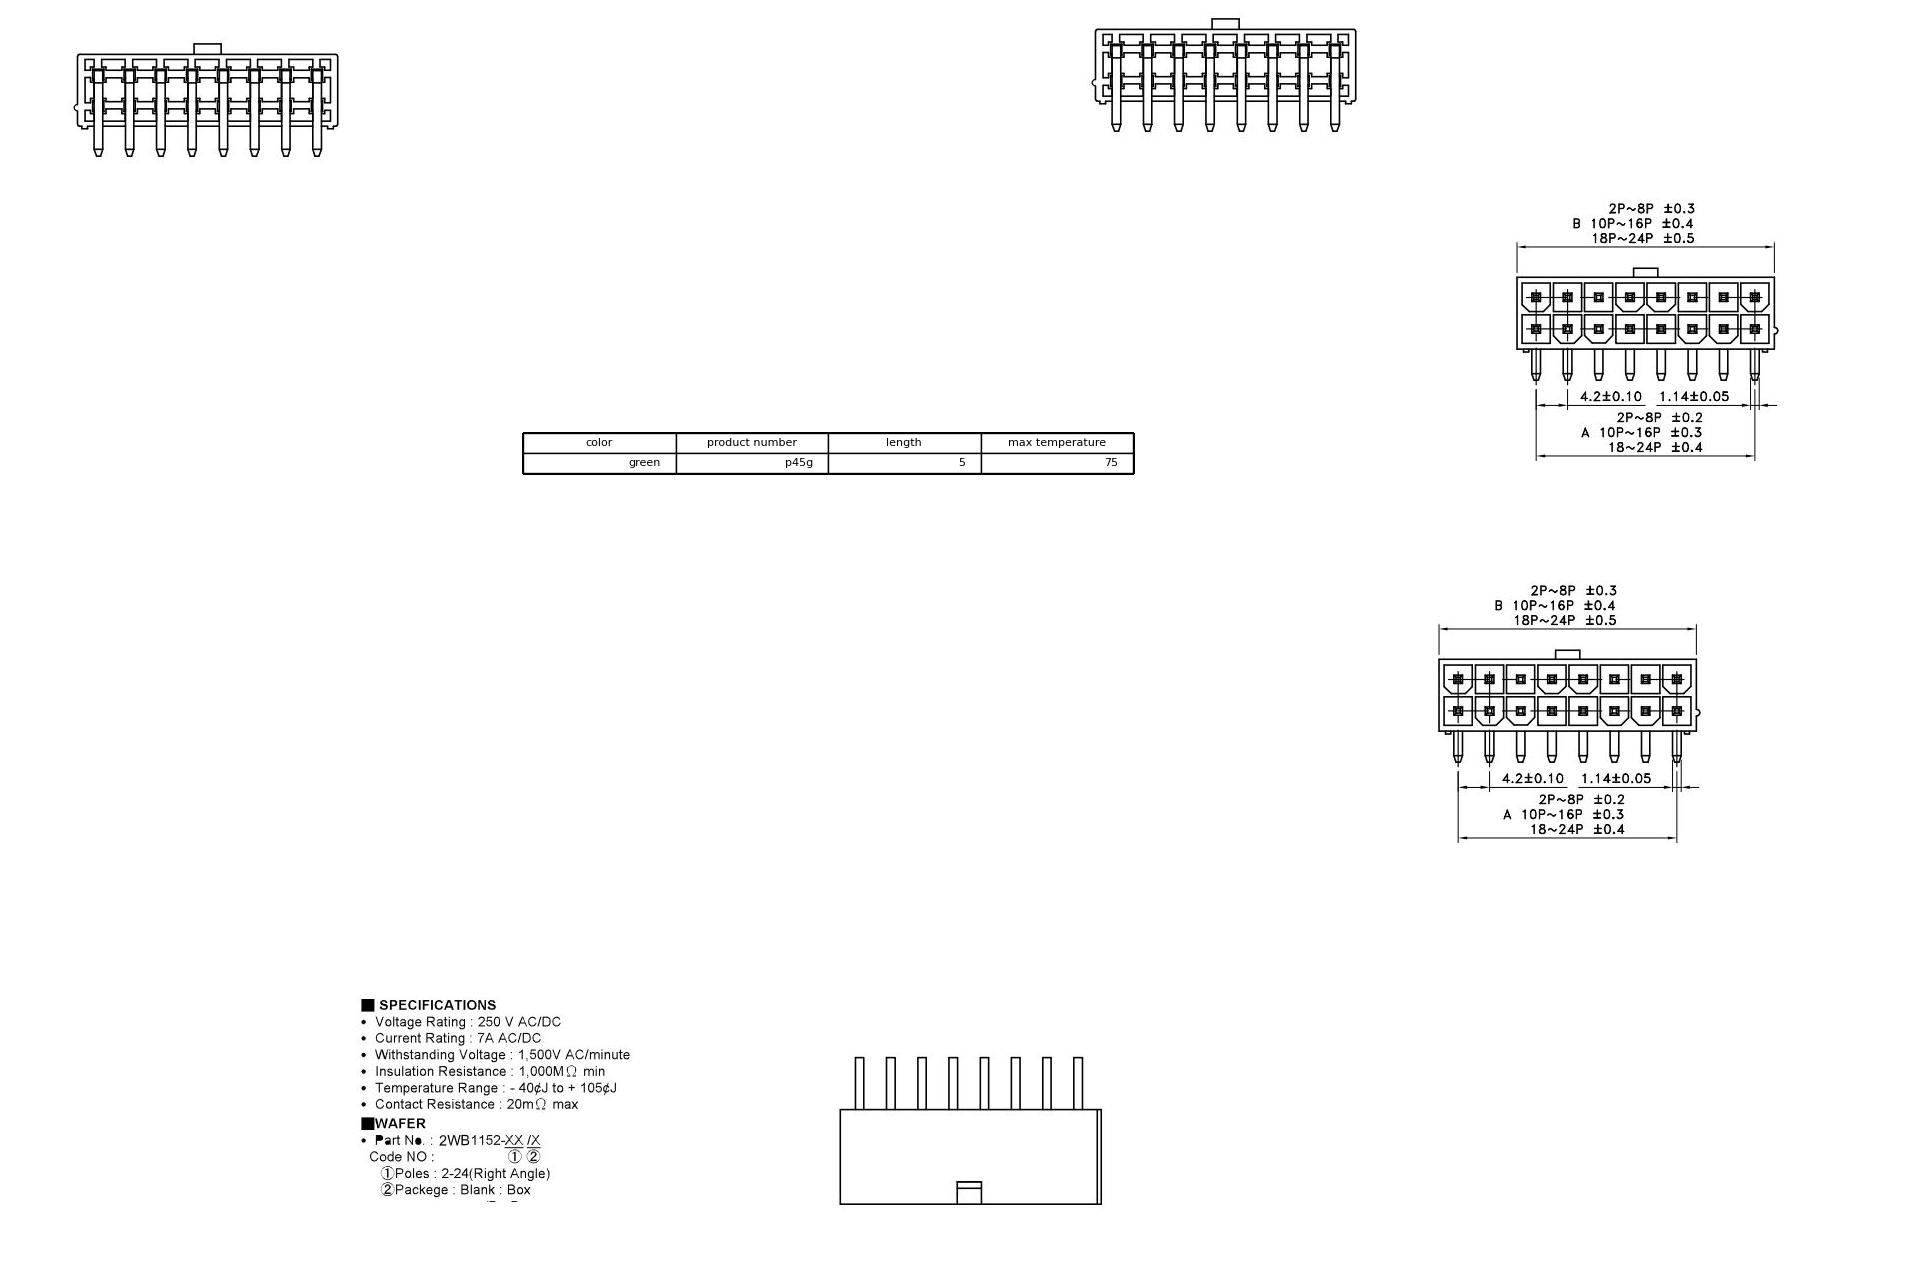 2P~8P ±0.3
B 10P~16P ±0.4
18P~24P ±0.5
4.2±0.10 1.14±0.05
2P~8P ±0.2
A 10P~16P ±0.3
18~24P ±0.4
color product number length max temperature
green p45g 5 75
2P~8P ±0.3
B 10P~16P ±0.4
18P~24P ±0.5
4.2±0.10 1.14±0.05
2P~8P ±0.2
A 10P~16P ±0.3
18~24P ±0.4
■ SPECIFICATIONS
• Voltage Rating : 250 V AC/DC
• Current Rating : 7A AC/DC
• Withstanding Voltage : 1,500V AC/minute
• Insulation Resistance : 1,000MΩ min
• Temperature Range : - 40¢J to + 105¢J
• Contact Resistance : 20mΩ max
■WAFER
• Part No. : 2WB1152-XX /X
Code NO : ① ②
①Poles : 2-24(Right Angle)
②Packege : Blank : Box